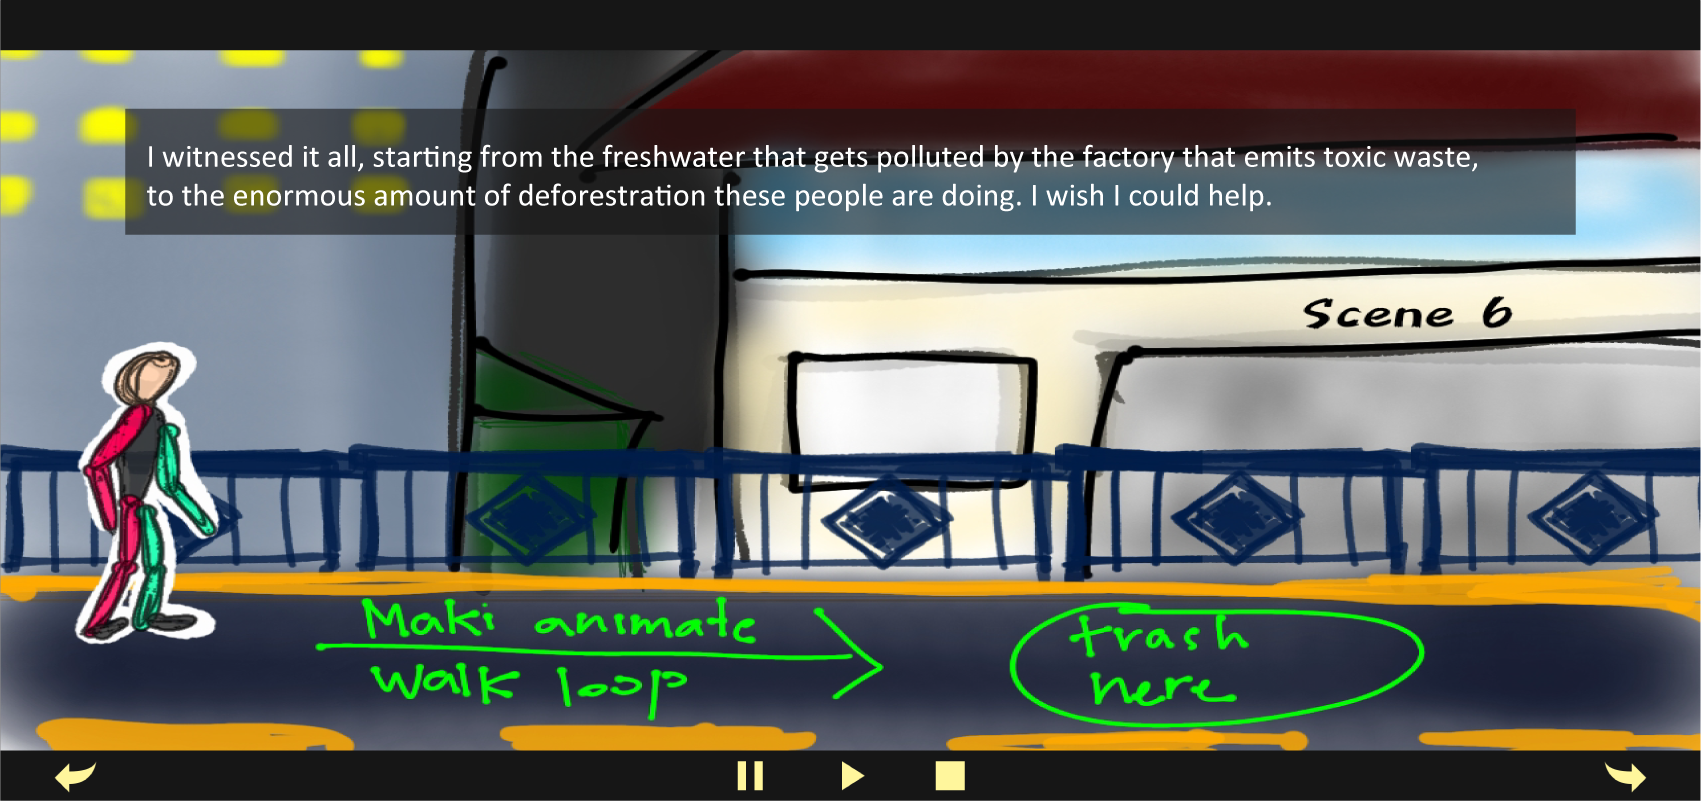 I witnessed it all, starting from the freshwater that gets polluted by the factory that emits toxic waste,
to the enormous amount of deforestration these people are doing. I wish I could help.
Scene 6
Maki animate
Walk loop
trash
here